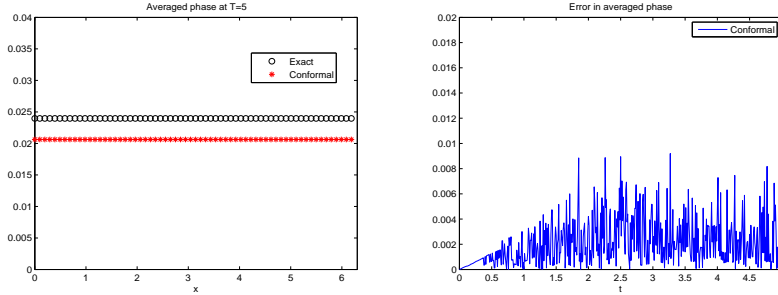 Averaged phase at T=5
0.04
0.035
0.03
0.025
0.02
0.015
0.01
0.005
0
0 1 2 3 4 5 6
x
Exact
Conformal
Error in averaged phase
0.02
0.018
0.016
0.014
0.012
0.01
0.008
0.006
0.004
0.002
0
0 0.5 1 1.5 2 2.5 3 3.5 4 4.5
t
Conformal